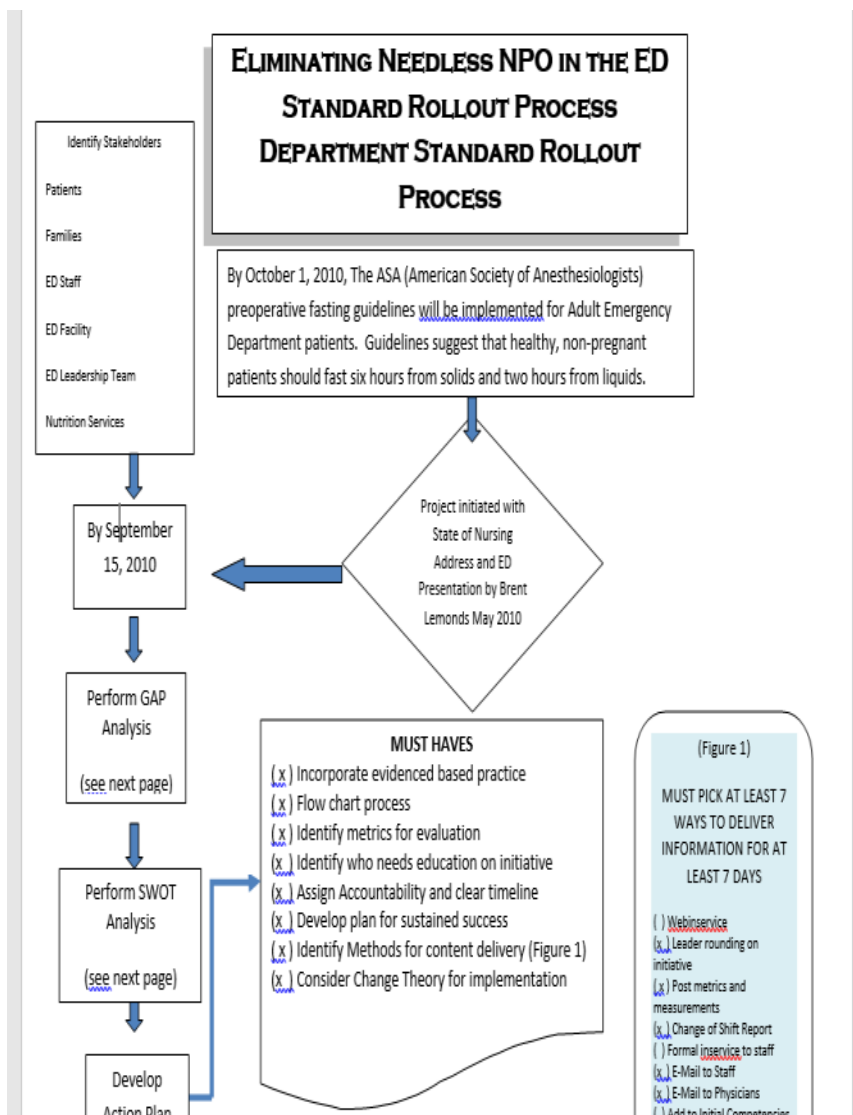 ELIMINATING NEEDLESS NPO IN THE ED
STANDARD ROLLOUT PROCESS
DEPARTMENT STANDARD ROLLOUT
PROCESS
Identify Stakeholders
Patients
Families
ED Staff
ED Facility
ED Leadership Team
Nutrition Services
By October 1, 2010, The ASA (American Society of Anesthesiologists)
preoperative fasting guidelines will be implemented for Adult Emergency
Department patients. Guidelines suggest that healthy, non-pregnant
patients should fast six hours from solids and two hours from liquids.
Project initiated with
State of Nursing
Address and ED
Presentation by Brent
Lemonds May 2010
By September
15, 2010
Perform GAP
Analysis
(see next page)
Perform SWOT
Analysis
(see next page)
Develop
Action Plan
MUST HAVES
( x ) Incorporate evidenced based practice
( x ) Flow chart process
( x ) Identify metrics for evaluation
(x ) Identify who needs education on initiative
(x ) Assign Accountability and clear timeline
(x ) Develop plan for sustained success
( x ) Identify Methods for content delivery (Figure 1)
(x ) Consider Change Theory for implementation
(Figure 1)
MUST PICK AT LEAST 7
WAYS TO DELIVER
INFORMATION FOR AT
LEAST 7 DAYS
( ) Webinservice
(x ) Leader rounding on
initiative
( x ) Post metrics and
measurements
(x ) Change of Shift Report
( ) Formal inservice to staff
(x ) E-Mail to Staff
(x ) E-Mail to Physicians
( ) Add to Initial Competencies